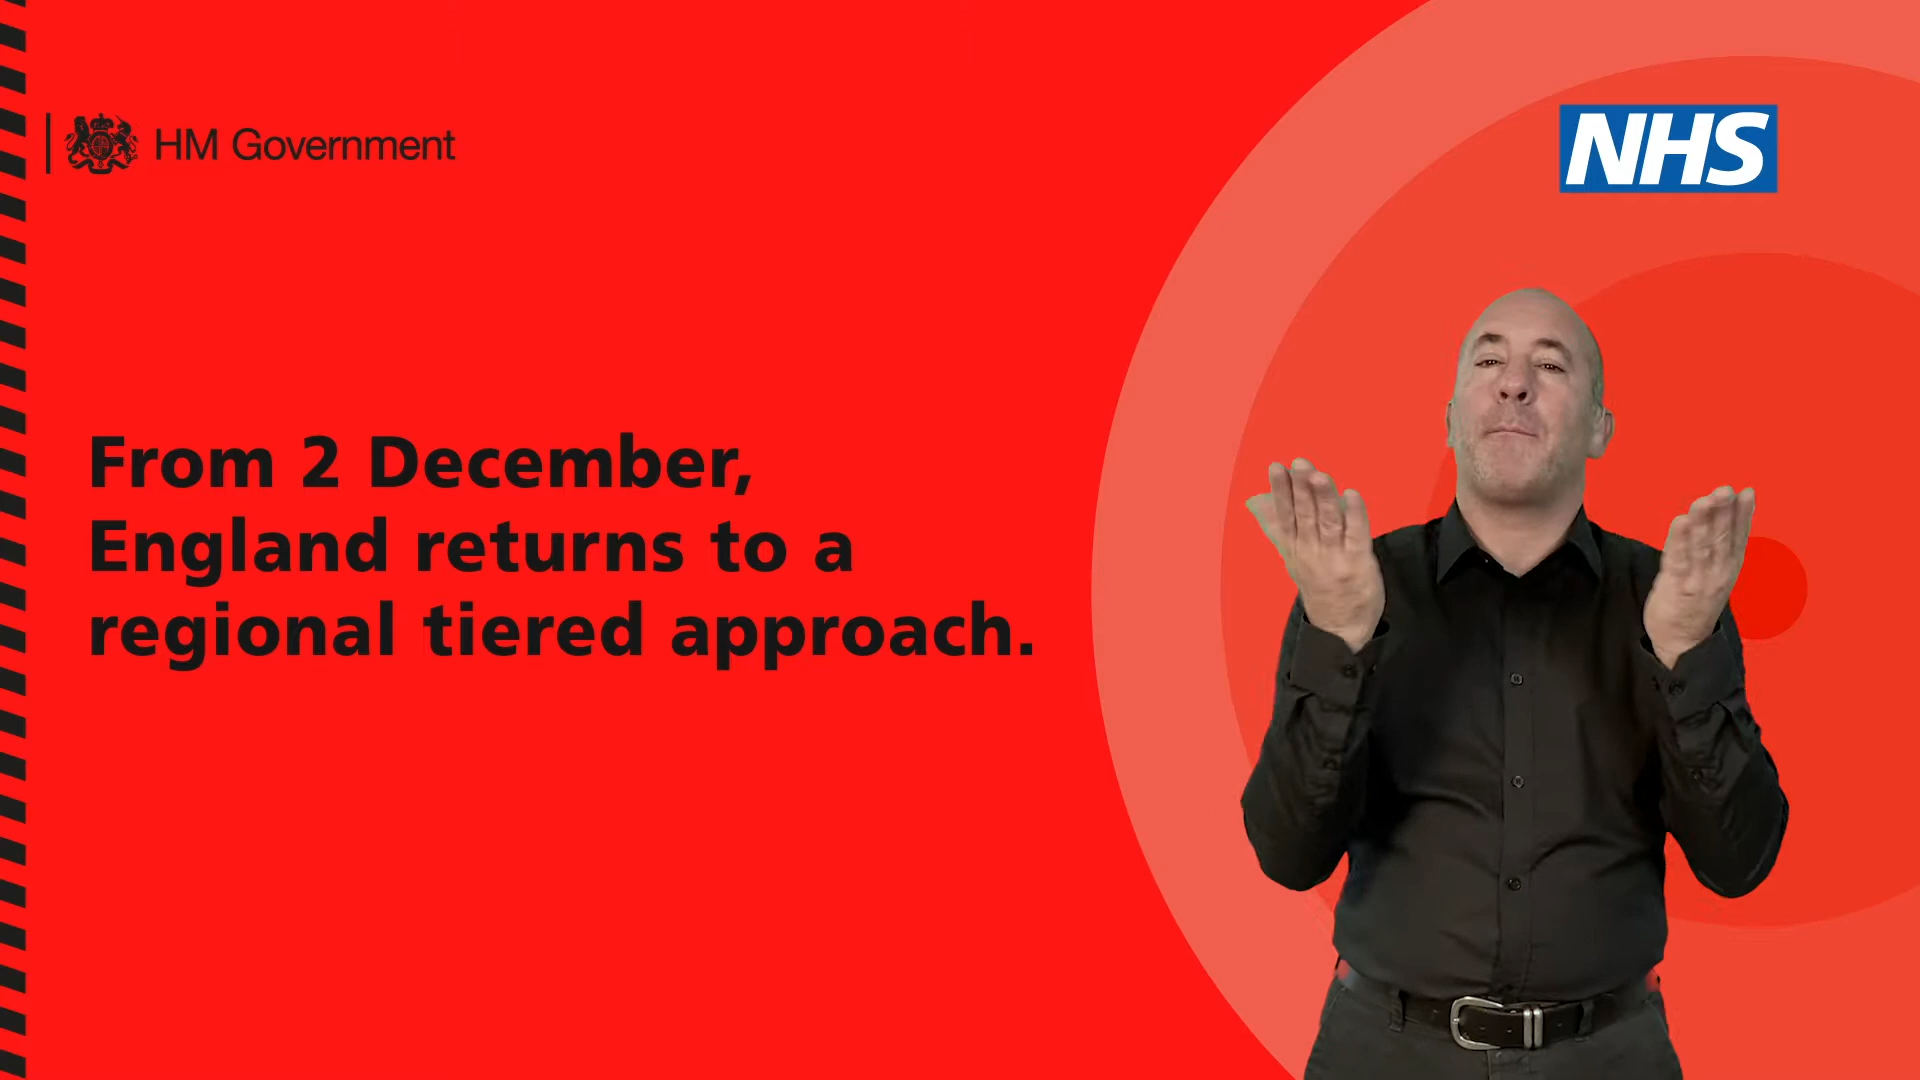 HM Government
NHS
From 2 December,
England returns to a
regional tiered approach.